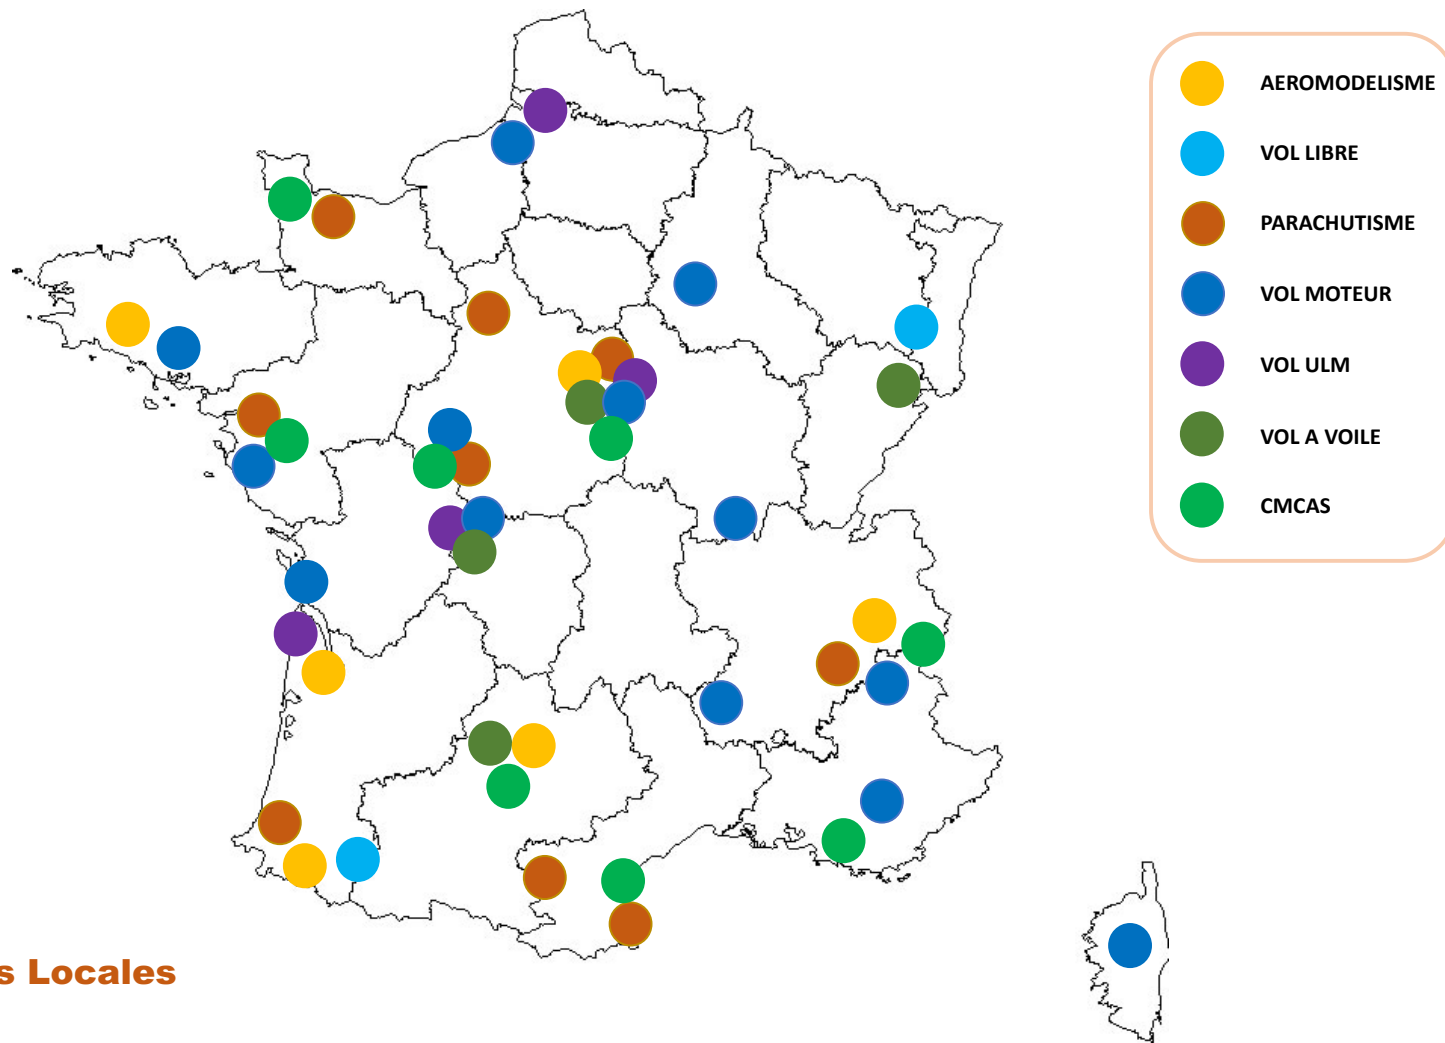 AEROMODELISME
VOL LIBRE
PARACHUTISME
VOL MOTEUR
VOL ULM
VOL A VOILE
CMCAS
s Locales